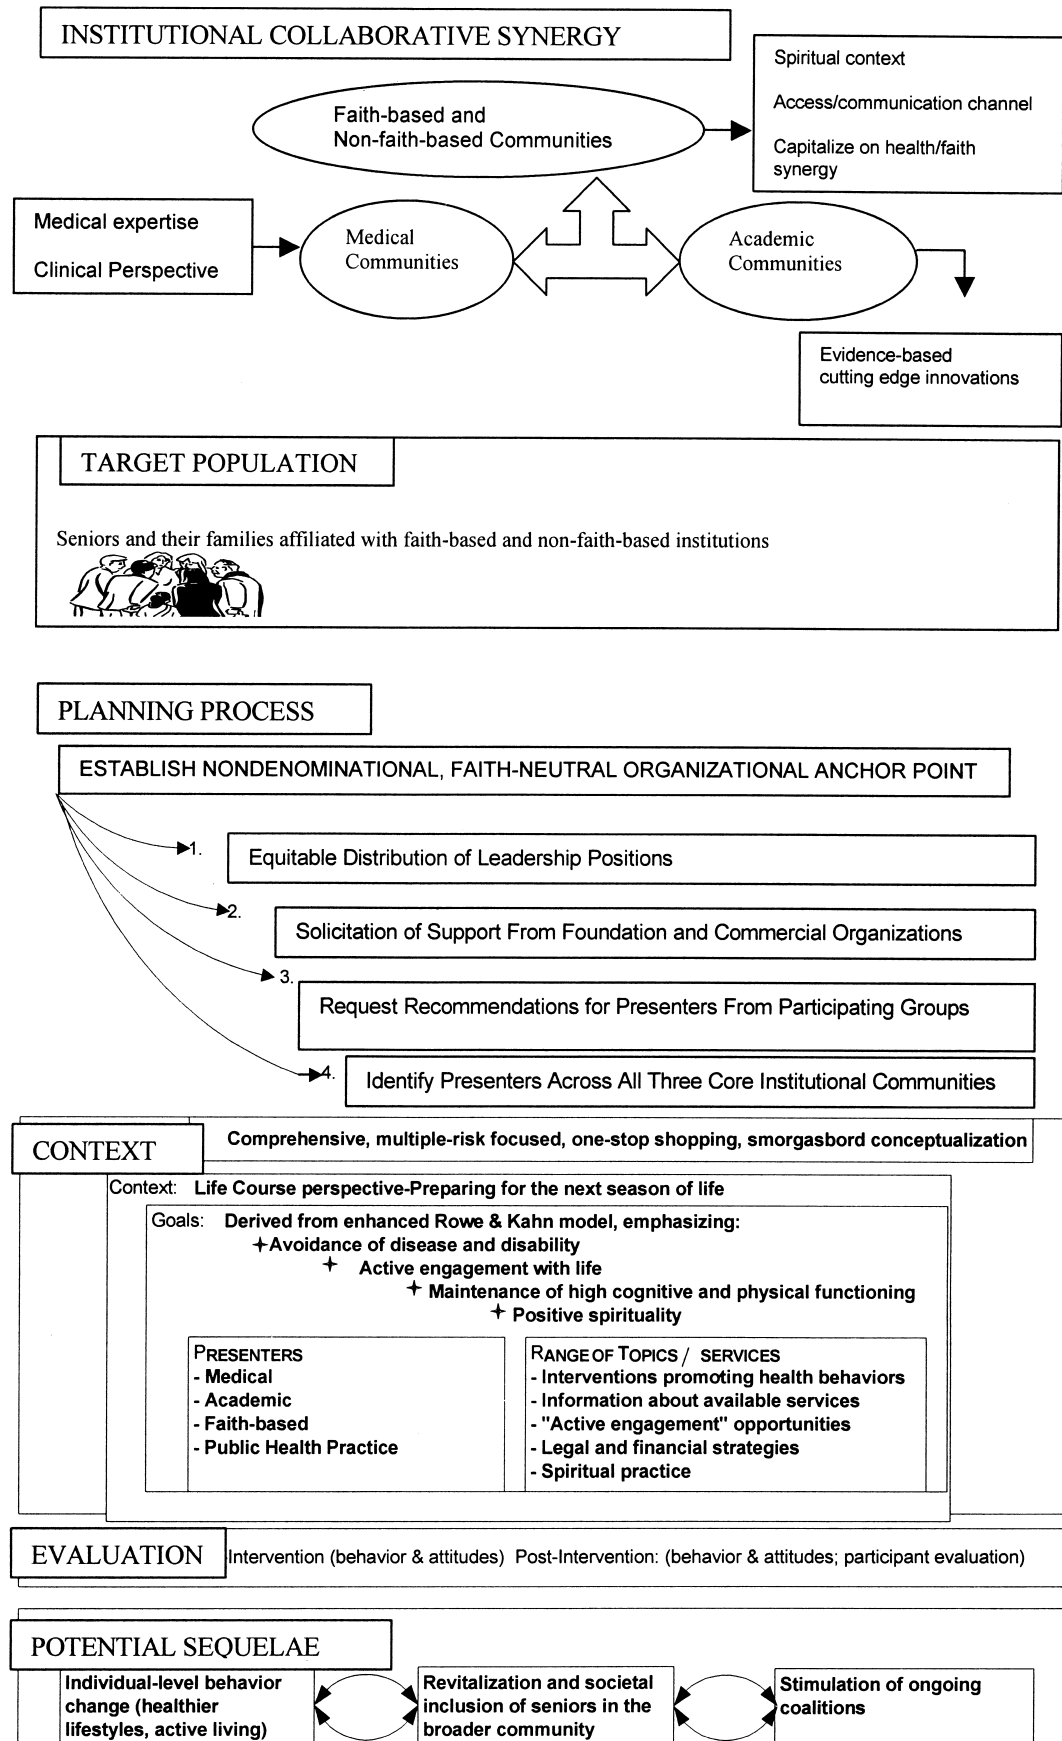 INSTITUTIONAL COLLABORATIVE SYNERGY
Spiritual context
Access/communication channel
Capitalize on health/faith
synergy
Faith-based and
Non-faith-based Communities
Medical expertise
Clinical Perspective
Medical
Communities
Academic
Communities
Evidence-based
cutting edge innovations
TARGET POPULATION
Seniors and their families affiliated with faith-based and non-faith-based institutions
PLANNING PROCESS
ESTABLISH NONDENOMINATIONAL, FAITH-NEUTRAL ORGANIZATIONAL ANCHOR POINT
1.
Equitable Distribution of Leadership Positions
2.
Solicitation of Support From Foundation and Commercial Organizations
3.
Request Recommendations for Presenters From Participating Groups
4.
Identify Presenters Across All Three Core Institutional Communities
CONTEXT
Comprehensive, multiple-risk focused, one-stop shopping, smorgasbord conceptualization
Context: Life Course perspective-Preparing for the next season of life
Goals: Derived from enhanced Rowe & Kahn model, emphasizing:
Avoidance of disease and disability
Active engagement with life
Maintenance of high cognitive and physical functioning
Positive spirituality
PRESENTERS
- Medical
- Academic
- Faith-based
- Public Health Practice
RANGE OF TOPICS / SERVICES
- Interventions promoting health behaviors
- Information about available services
- "Active engagement" opportunities
- Legal and financial strategies
- Spiritual practice
EVALUATION
Intervention (behavior & attitudes) Post-Intervention: (behavior & attitudes; participant evaluation)
POTENTIAL SEQUELAE
Individual-level behavior
change (healthier
lifestyles, active living)
Revitalization and societal
inclusion of seniors in the
broader community
Stimulation of ongoing
coalitions